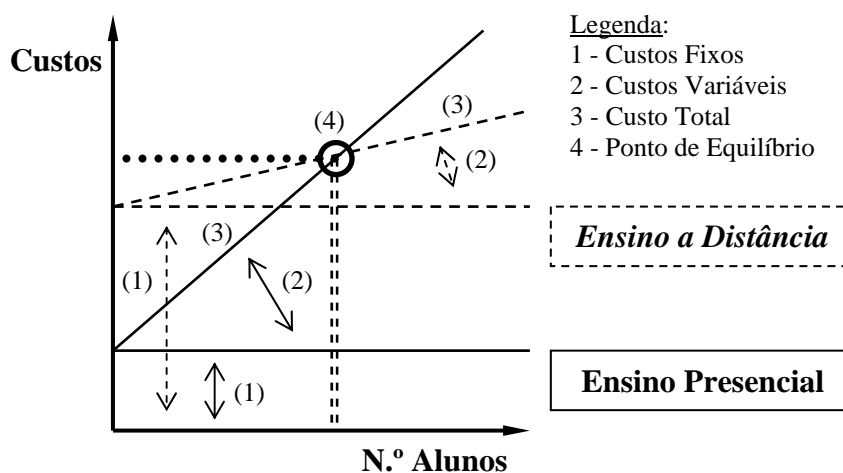 Custos
Legenda:
1 - Custos Fixos
2 - Custos Variáveis
3 - Custo Total
4 - Ponto de Equilíbrio
(4)
(3)
(2)
(3)
(1)
(2)
(1)
Ensino a Distância
Ensino Presencial
N.º Alunos